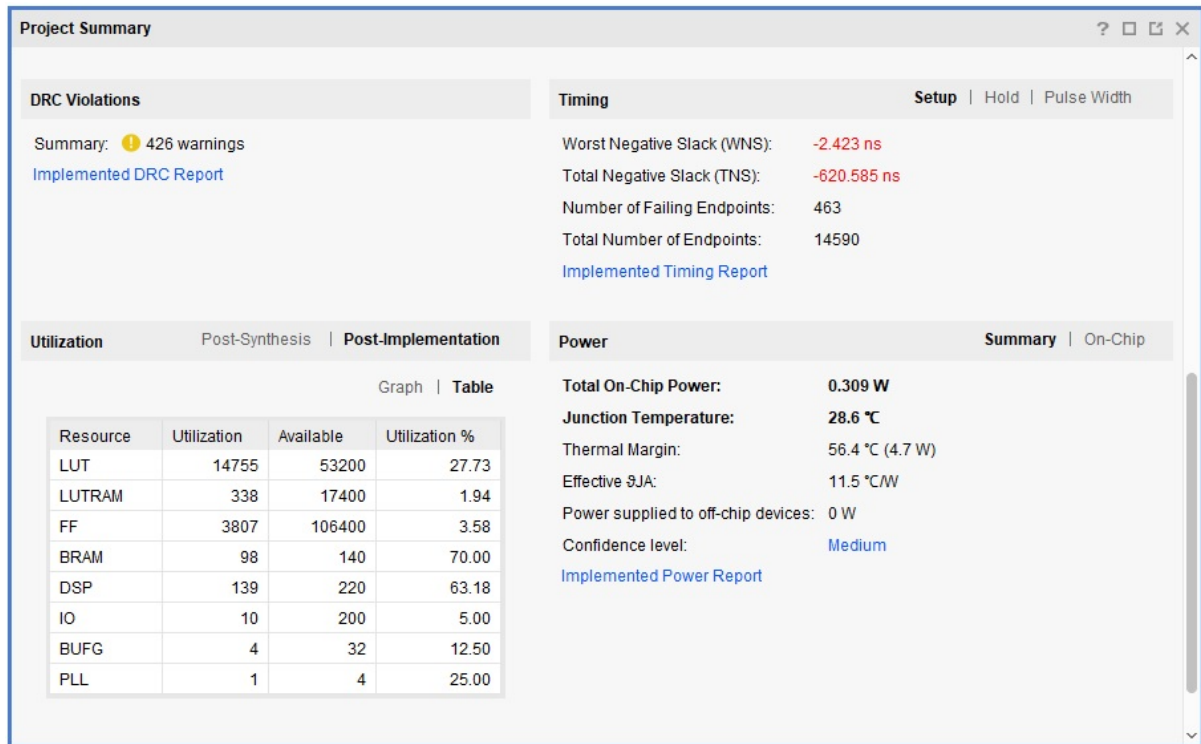 Project Summary
DRC Violations
Summary: 426 warnings
Implemented DRC Report
Timing Setup | Hold | Pulse Width
Worst Negative Slack (WNS): -2.423 ns
Total Negative Slack (TNS): -620.585 ns
Number of Failing Endpoints: 463
Total Number of Endpoints: 14590
Implemented Timing Report
Utilization Post-Synthesis | Post-Implementation
Graph | Table
Resource Utilization Available Utilization %
LUT 14755 53200 27.73
LUTRAM 338 17400 1.94
FF 3807 106400 3.58
BRAM 98 140 70.00
DSP 139 220 63.18
IO 10 200 5.00
BUFG 4 32 12.50
PLL 1 4 25.00
Power Summary | On-Chip
Total On-Chip Power: 0.309 W
Junction Temperature: 28.6 °C
Thermal Margin: 56.4 °C (4.7 W)
Effective ϑJA: 11.5 °C/W
Power supplied to off-chip devices: 0 W
Confidence level: Medium
Implemented Power Report